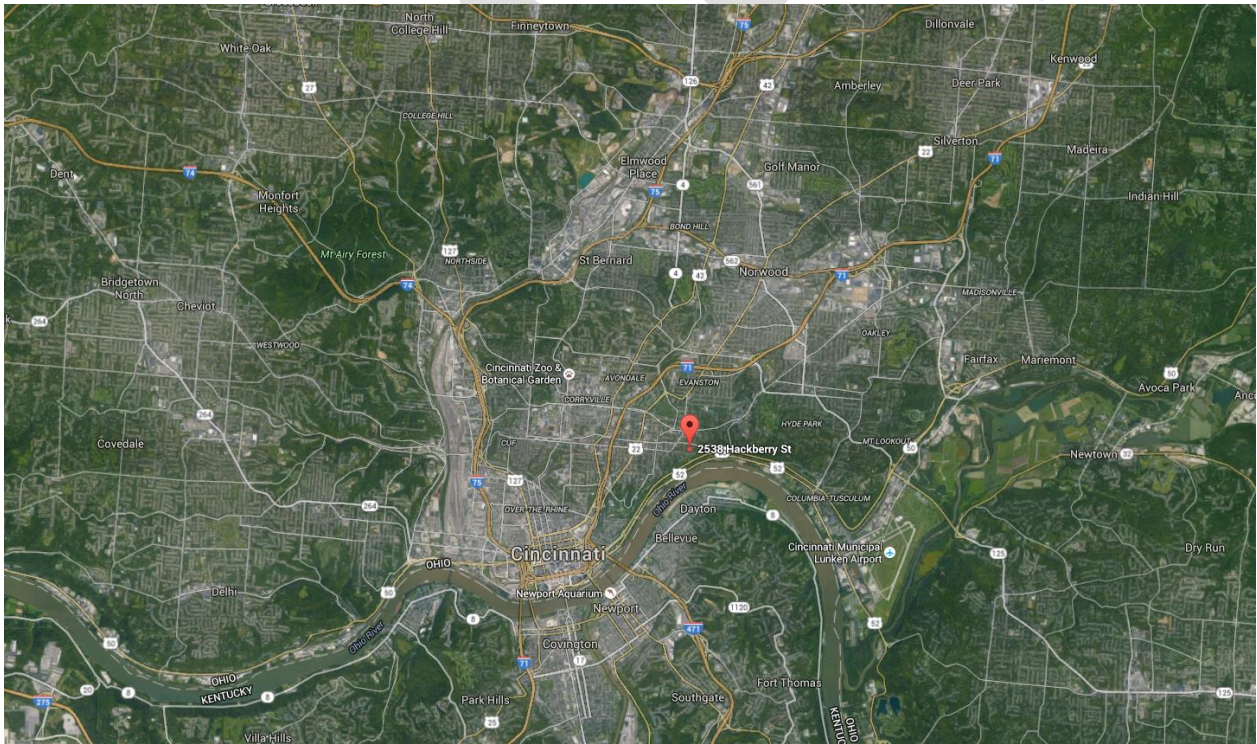 75
North
College Hill
Finneytown
Dillonvale
White Oak
Kenwood
126
42
27
Amberley
Deer Park
COLLEGE HILL
Silverton
22
Madeira
71
Elmwood
Place
Golf Manor
74
Dent
75
4
561
Monfort
Heights
Indian Hill
BOND HILL
127
Mt Airy Forest
NORTHSIDE
St Bernard
562
4
42
Norwood
71
74
Bridgetown
North
Cheviot
MADISONVILLE
264
WESTWOOD
OAKLEY
Fairfax
Mariemont
Cincinnati Zoo &
Botanical Garden
71
AVONDALE
EVANSTON
50
Avoca Park
CORRYVILLE
264
HYDE PARK
Covedale
CUF
22
2538 Hackberry St
MT LOOKOUT
50
Newtown
32
52
52
75
127
Ohio River
COLUMBIA-TUSCULUM
264
OVER-THE-RHINE
Dayton
8
Bellevue
Cincinnati
Cincinnati Municipal
Lunken Airport
125
Dry Run
OHIO
Delhi
50
Newport Aquarium
Newport
1120
8
52
471
50
Ohio River
Covington
17
71
OHIO
KENTUCKY
20
8
8
275
Park Hills
Southgate
Fort Thomas
125
25
OHIO
Villa Hills